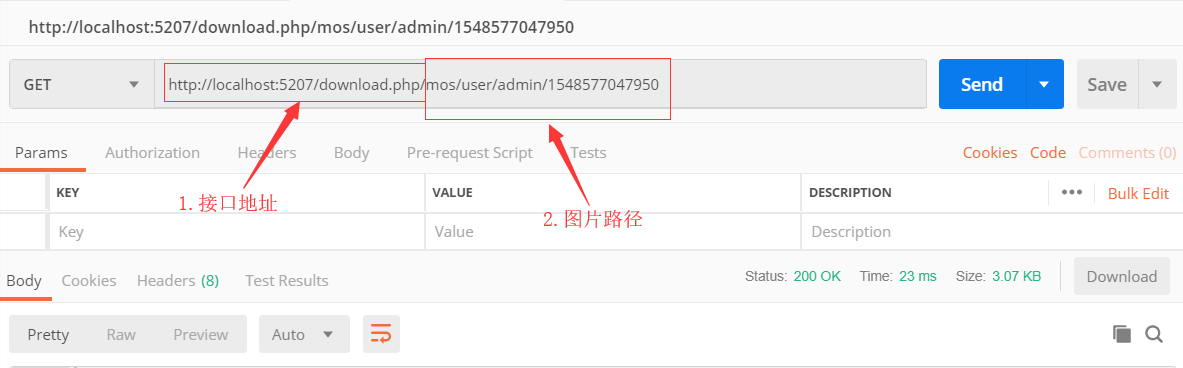 http://localhost:5207/download.php/mos/user/admin/1548577047950
GET http://localhost:5207/download.php/mos/user/admin/1548577047950 Send Save
Params Authorization Headers Body Pre-request Script Tests Cookies Code Comments (0)
KEY VALUE DESCRIPTION ••• Bulk Edit
1.接口地址
2.图片路径
Key Value Description
Body Cookies Headers (8) Test Results Status: 200 OK Time: 23 ms Size: 3.07 KB Download
Pretty Raw Preview Auto